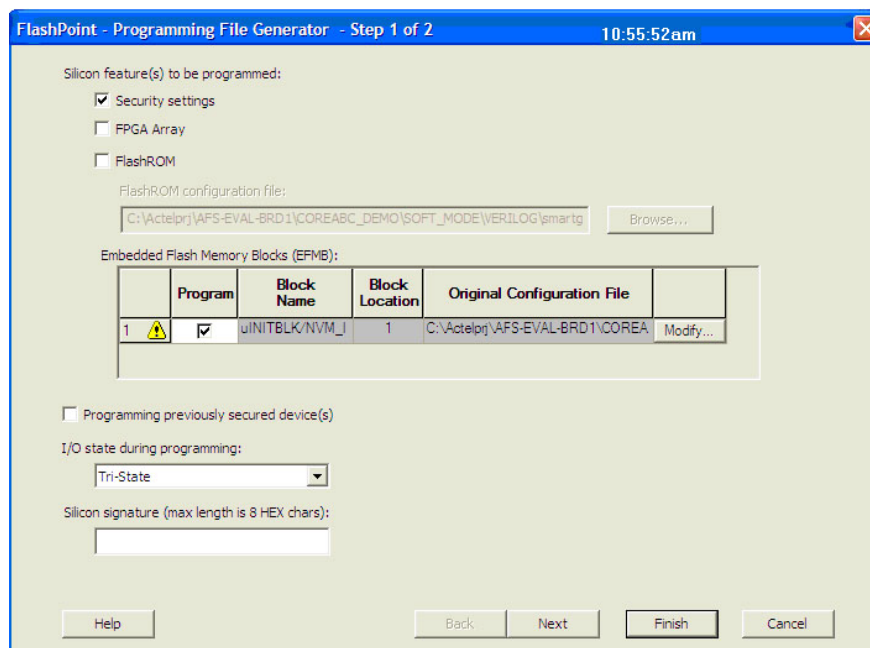 FlashPoint - Programming File Generator - Step 1 of 2 10:55:52am
Silicon feature(s) to be programmed:
Security settings
FPGA Array
FlashROM
FlashROM configuration file:
C:\Actelprj\AFS-EVAL-BRD1\COREABC_DEMO\SOFT_MODE\VERILOG\smartg Browse...
Embedded Flash Memory Blocks (EFMB):
Program Block Name Block Location Original Configuration File
1 uINITBLK/NVM_I 1 C:\Actelprj\AFS-EVAL-BRD1\COREA Modify...
Programming previously secured device(s)
I/O state during programming:
Tri-State
Silicon signature (max length is 8 HEX chars):
Help Back Next Finish Cancel